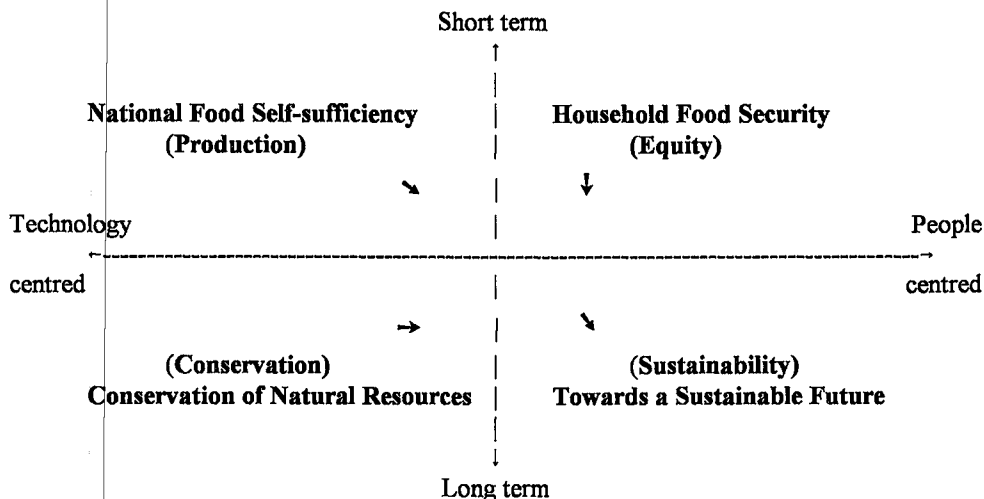 Short term
National Food Self-sufficiency
(Production)
Household Food Security
(Equity)
Technology
centred
People
centred
(Conservation)
Conservation of Natural Resources
(Sustainability)
Towards a Sustainable Future
Long term